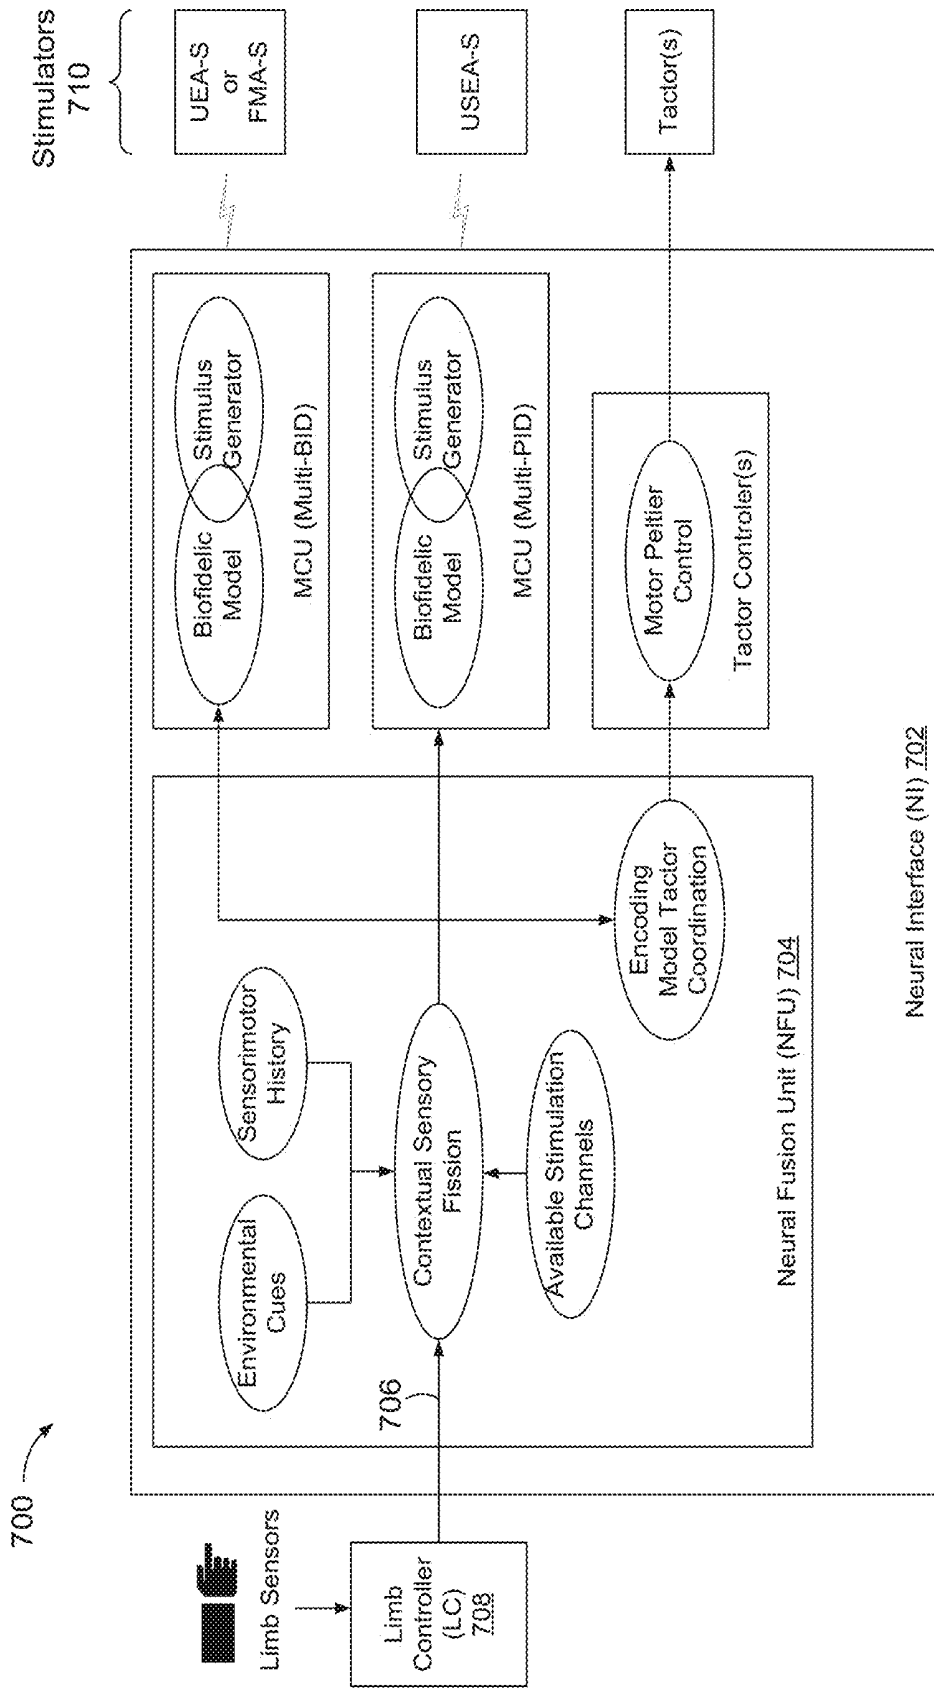 700
Limb Sensors
Limb
Controller
(LC)
708
706
Environmental
Cues
Sensorimotor
History
Contextual Sensory
Fission
Available Stimulation
Channels
Encoding
Model Tactor
Coordination
Neural Fusion Unit (NFU) 704
Biofidelic
Model
Stimulus
Generator
MCU (Multi-BID)
Biofidelic
Model
Stimulus
Generator
MCU (Multi-PID)
Motor Peltier
Control
Tactor Controler(s)
Neural Interface (NI) 702
Stimulators
710
UEA-S
or
FMA-S
USEA-S
Tactor(s)